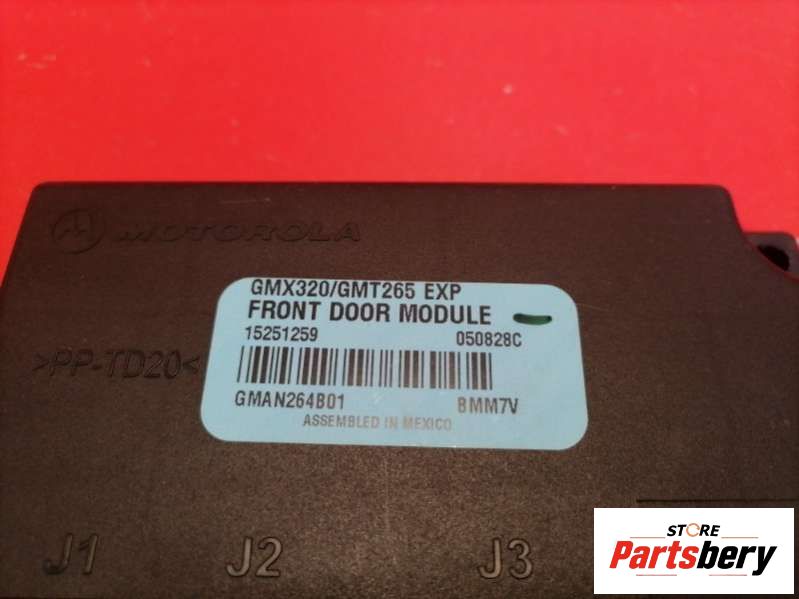 MOTOROLA
GMX320/GMT265 EXP
FRONT DOOR MODULE
15251259 050828C
>PP-TD20<
GMAN264B01 BMM7V
ASSEMBLED IN MEXICO
J1 J2 J3
STORE
Partsbery